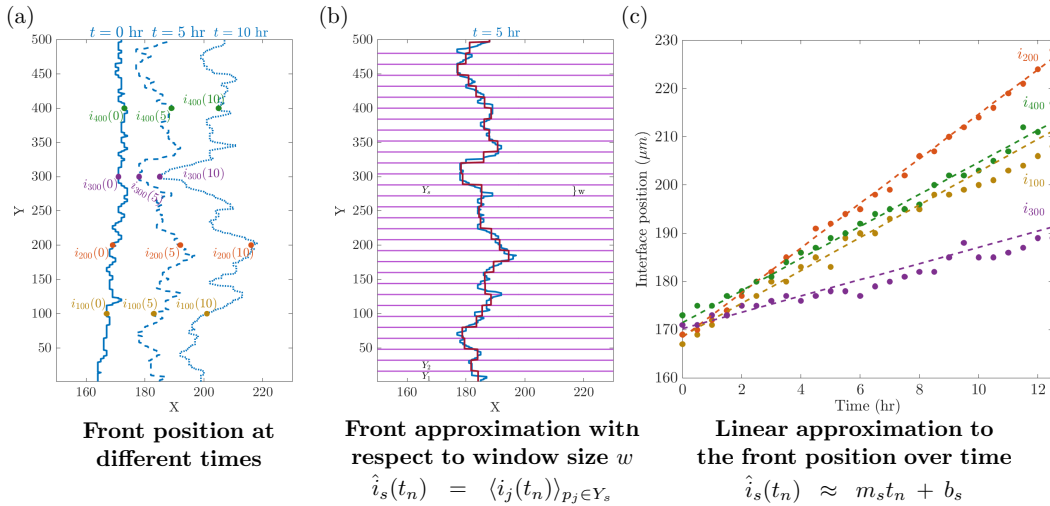 (a)
t = 0 hr
t = 5 hr
t = 10 hr
500
450
400
350
300
250
200
150
100
50
Y
i400(0)
i400(5)
i400(10)
i300(0)
i300(5)
i300(10)
i200(0)
i200(5)
i200(10)
i100(0)
i100(5)
i100(10)
160
180
200
220
X
Front position at
different times
(b)
t = 5 hr
500
450
400
350
300
250
200
150
100
50
Y
Ys
}w
Y2
Y1
160
180
200
220
X
Front approximation with
respect to window size w
îs(tn) = ⟨ij(tn)⟩pj∈Ys
(c)
230
220
210
200
190
180
170
160
Interface position (μm)
i200
i400
i100
i300
0
2
4
6
8
10
12
Time (hr)
Linear approximation to
the front position over time
îs(tn) ≈ mstn + bs